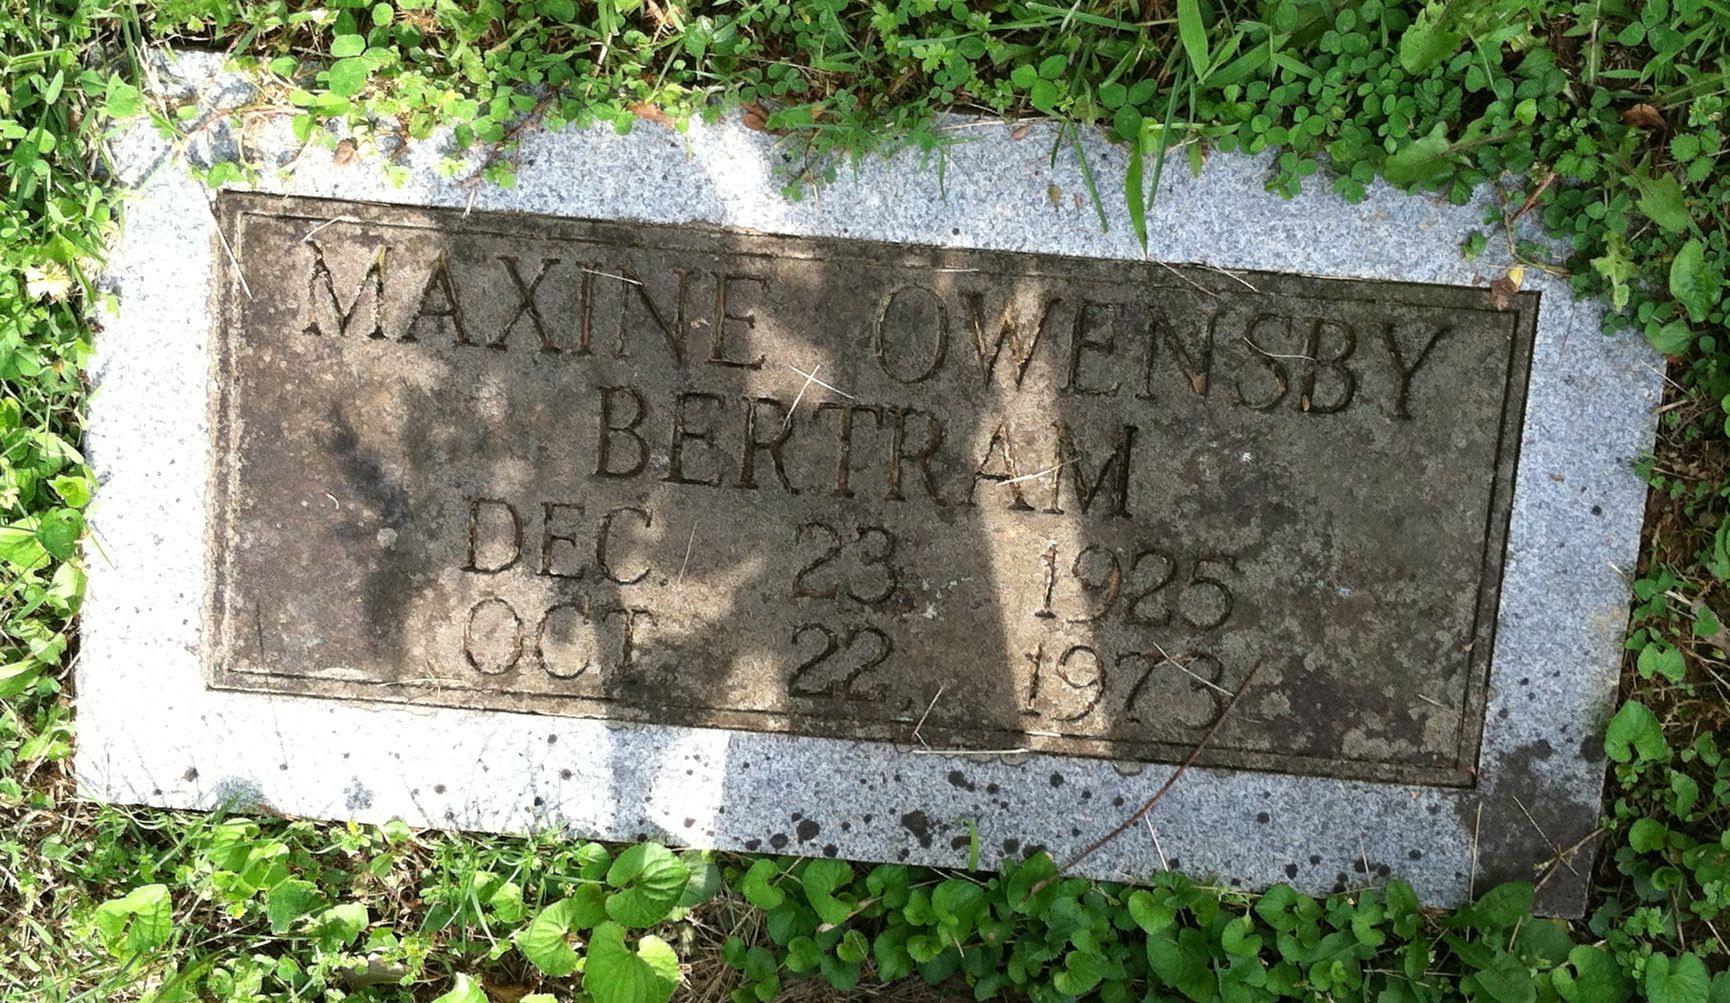 MAXINE OWENSBY
BERTRAM
DEC. 23, 1925
OCT. 22, 1973